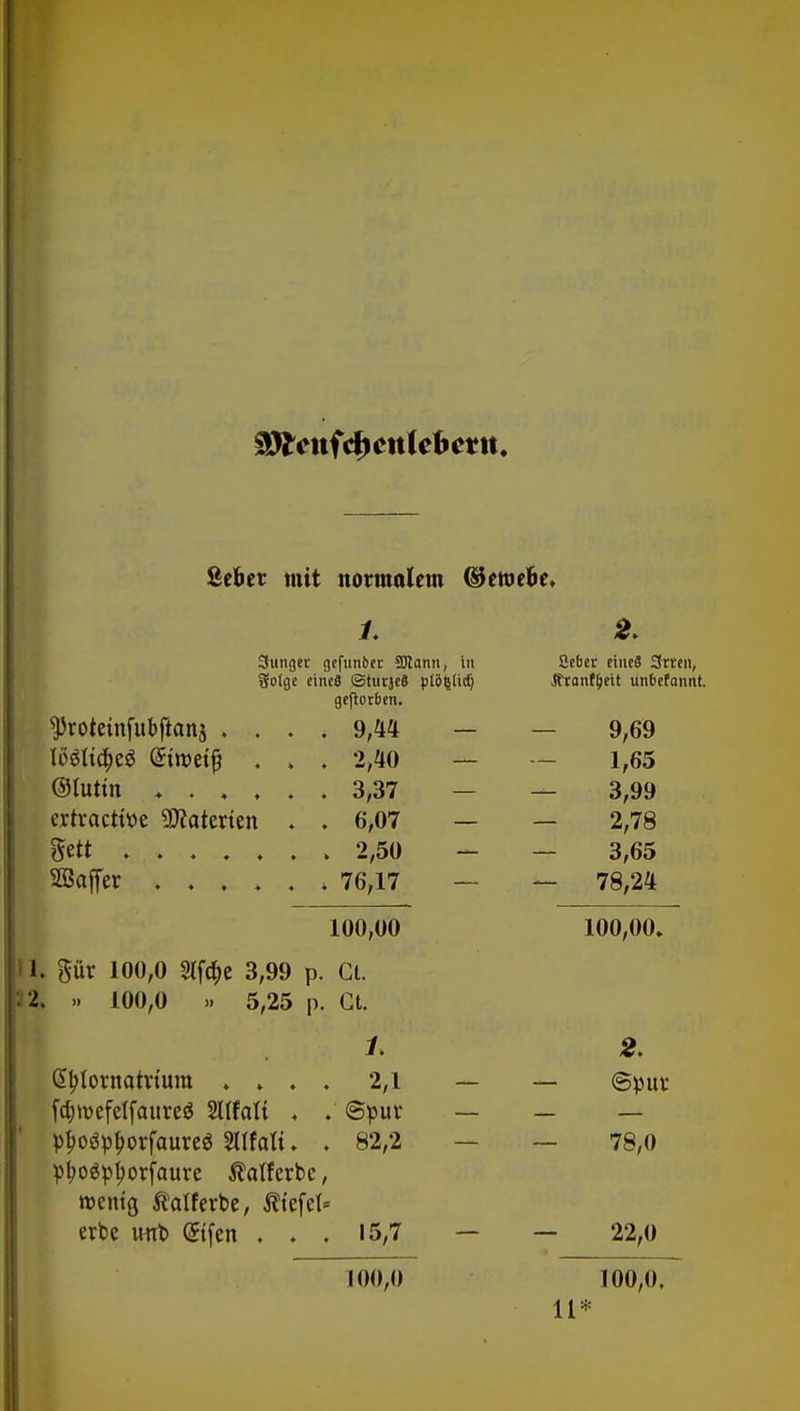 Menschenlebern.
Leber mit normalem Gewebe.
1. 2.
Junger gesunder Mann, in Leber eines Irren,
Folge eines Sturzes plötzlich Krankheit unbekannt.
gestorben.
Proteinsubstanz . . . . 9,44 — — 9,69
lösliches Eiweiß . . . 2,40 — — 1,65
Glutin . . . . . . 3,37 — — 3,99
extractive Materien . . 6,07 — — 2,78
Fett . . . . . . . . 2,50 — — 3,65
Wasser . . . . . . 76,17 — — 78,24
100,00 100,00.
1. Für 100,0 Asche 3,99 p. Ct.
2. » 100,0 » 5,25 p. Ct.
1. 2.
Chlornatrium . . . . 2,1 — — Spur
schwefelsaures Alkali . . Spur — — —
phosphorsaures Alkali. . 82,2 — — 78,0
phosphorsaure Kalkerde,
wenig Kalkerde, Kiesel=
erde und Eisen . . . 15,7 — — 22,0
100,0 100,0.
11*